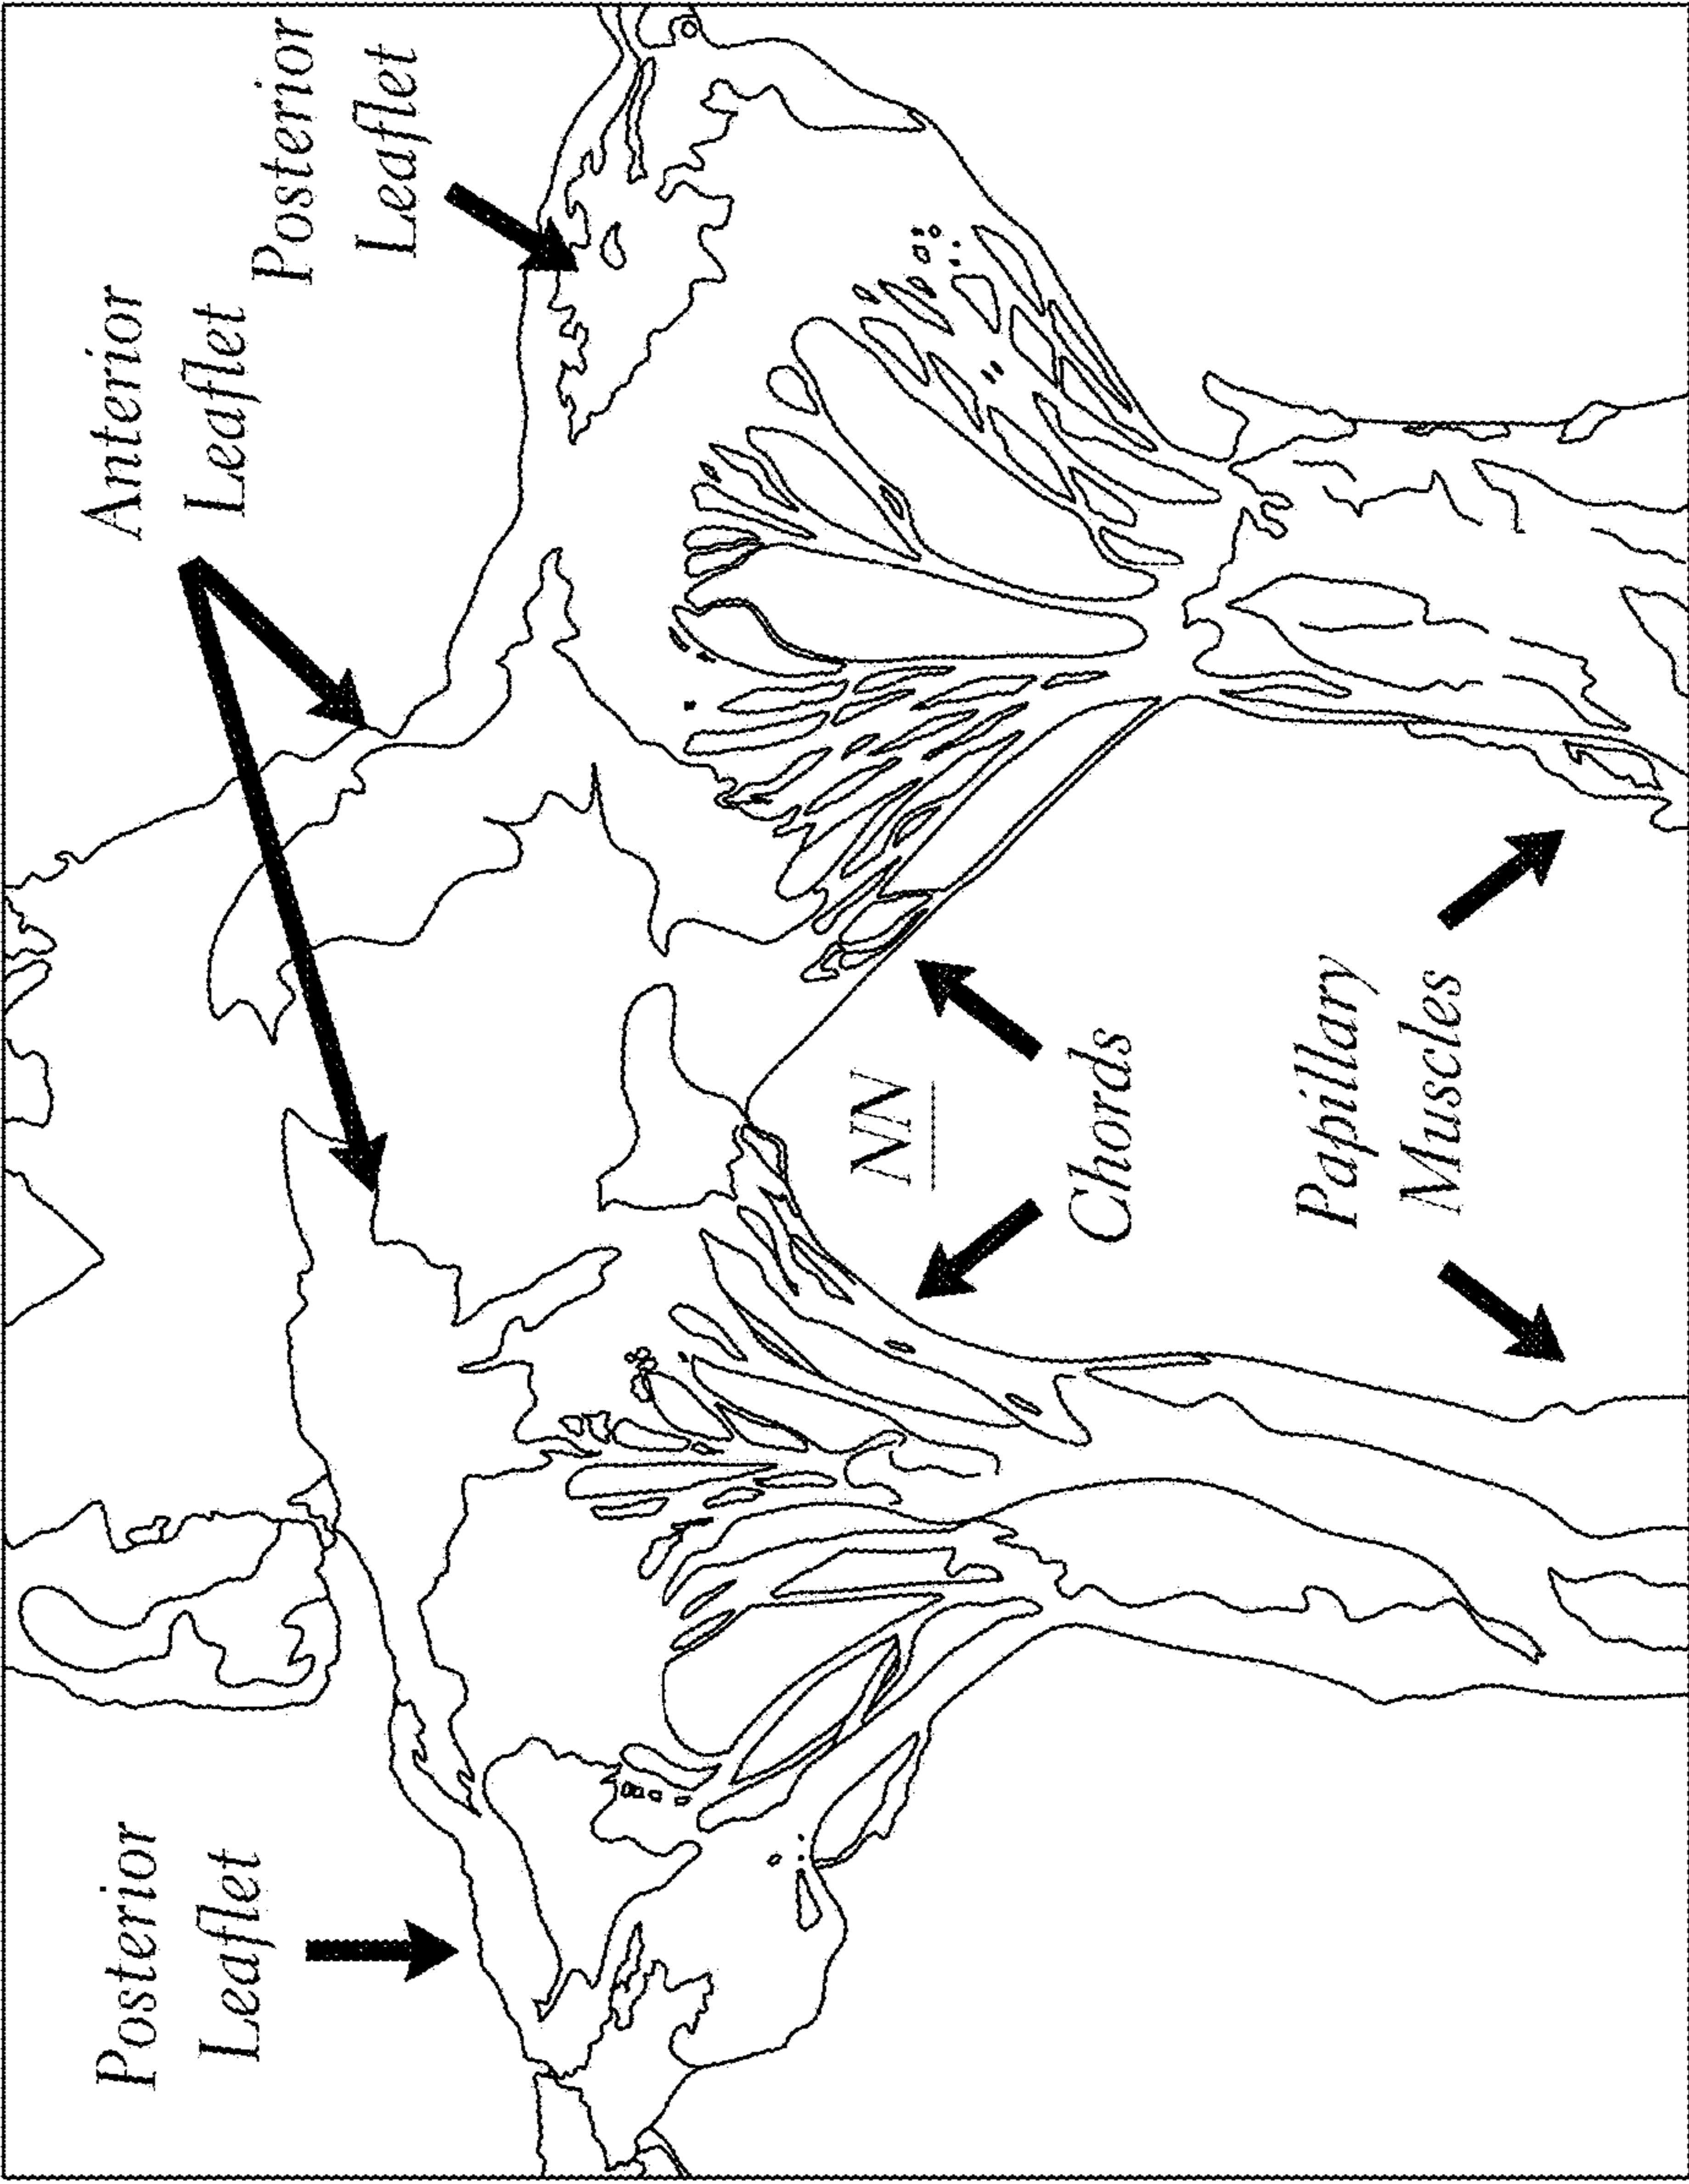 Posterior
Leaflet
Anterior
Leaflet
Posterior
Leaflet
NN
Chords
Papillary
Muscles